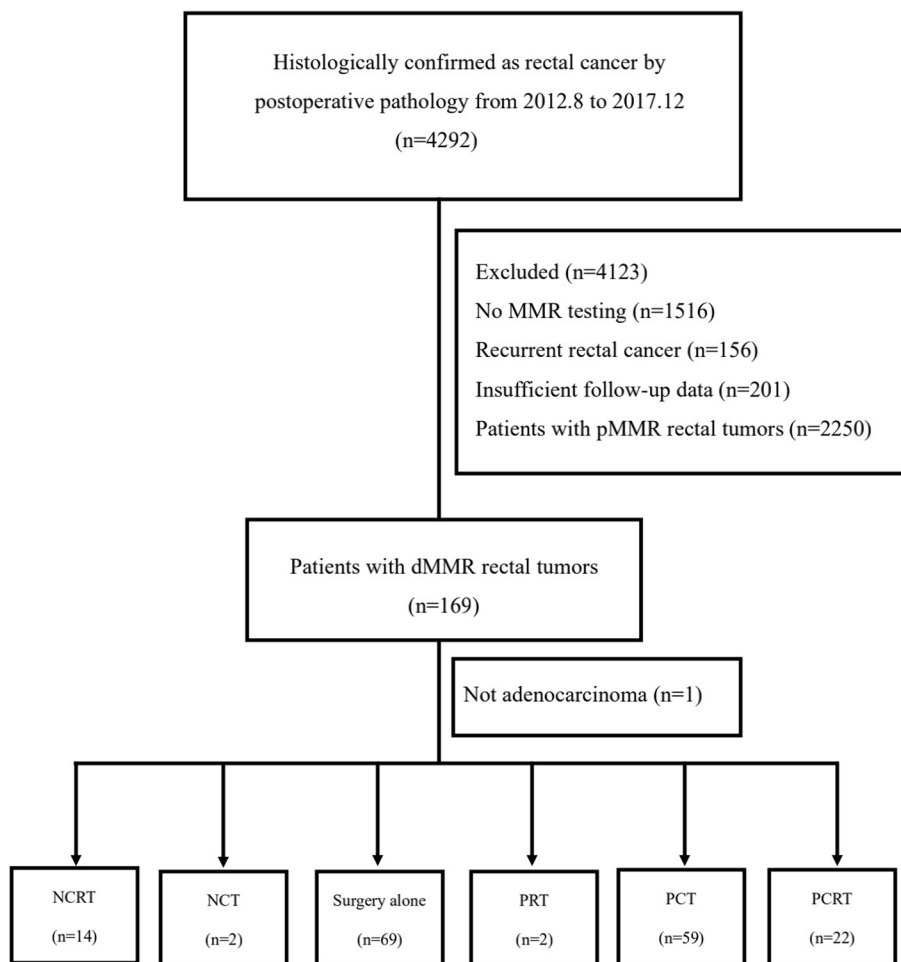 Histologically confirmed as rectal cancer by
postoperative pathology from 2012.8 to 2017.12
(n=4292)
Excluded (n=4123)
No MMR testing (n=1516)
Recurrent rectal cancer (n=156)
Insufficient follow-up data (n=201)
Patients with pMMR rectal tumors (n=2250)
Patients with dMMR rectal tumors
(n=169)
Not adenocarcinoma (n=1)
NCRT
(n=14)
NCT
(n=2)
Surgery alone
(n=69)
PRT
(n=2)
PCT
(n=59)
PCRT
(n=22)